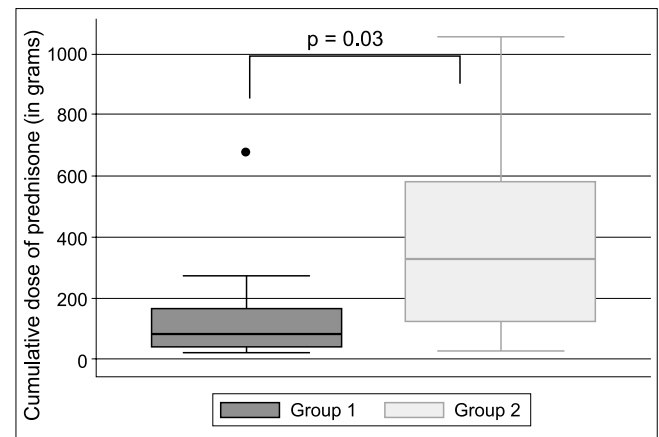 Cumulative dose of prednisone (in grams)
p = 0.03
1000
800
600
400
200
0
Group 1
Group 2